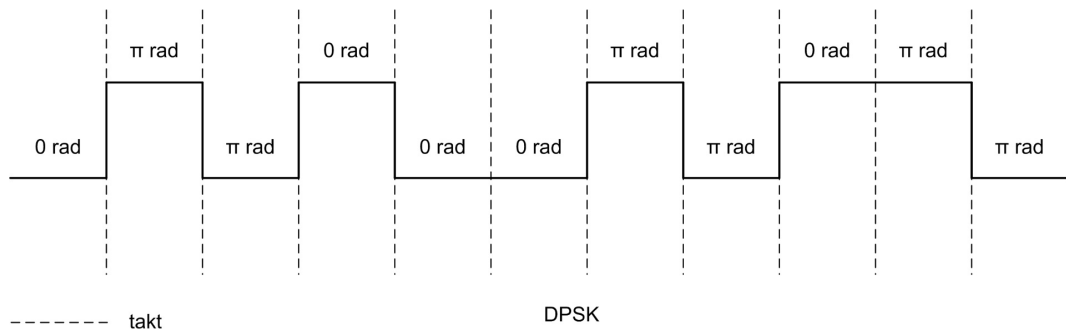 π rad 0 rad π rad 0 rad π rad
0 rad π rad 0 rad 0 rad π rad π rad
takt DPSK